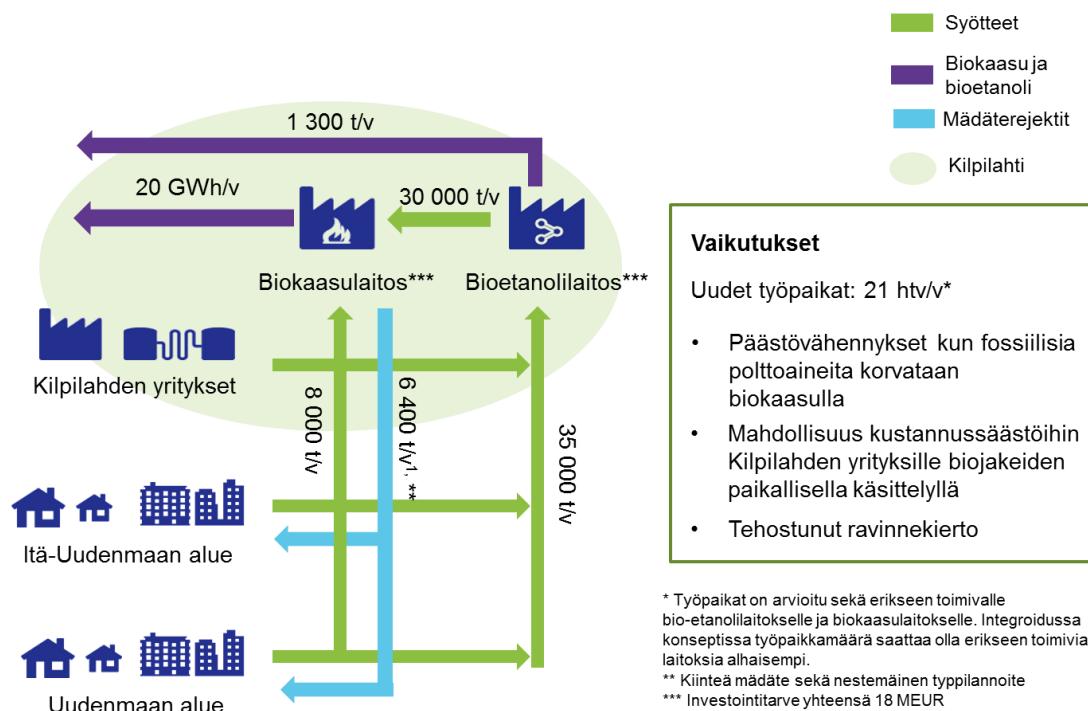 Syötteet
Biokaasu ja
bioetanoli
Mädäterejektit
Kilpilahti
1 300 t/v
20 GWh/v
30 000 t/v
Biokaasulaitos***
Bioetanolilaitos***
Kilpilahden yritykset
8 000 t/v
6 400 t/v1, **
35 000 t/v
Itä-Uudenmaan alue
Uudenmaan alue
Vaikutukset
Uudet työpaikat: 21 htv/v*
• Päästövähennykset kun fossiilisia
polttoaineita korvataan
biokaasulla
• Mahdollisuus kustannussäästöihin
Kilpilahden yrityksille biojakeiden
paikallisella käsittelyllä
• Tehostunut ravinnekierto
* Työpaikat on arvioitu sekä erikseen toimivalle
bio-etanolilaitokselle ja biokaasulaitokselle. Integroidussa
konseptissa työpaikkamäärä saattaa olla erikseen toimivia
laitoksia alhaisempi.
** Kiinteä mädäte sekä nestemäinen typpilannoite
*** Investointitarve yhteensä 18 MEUR